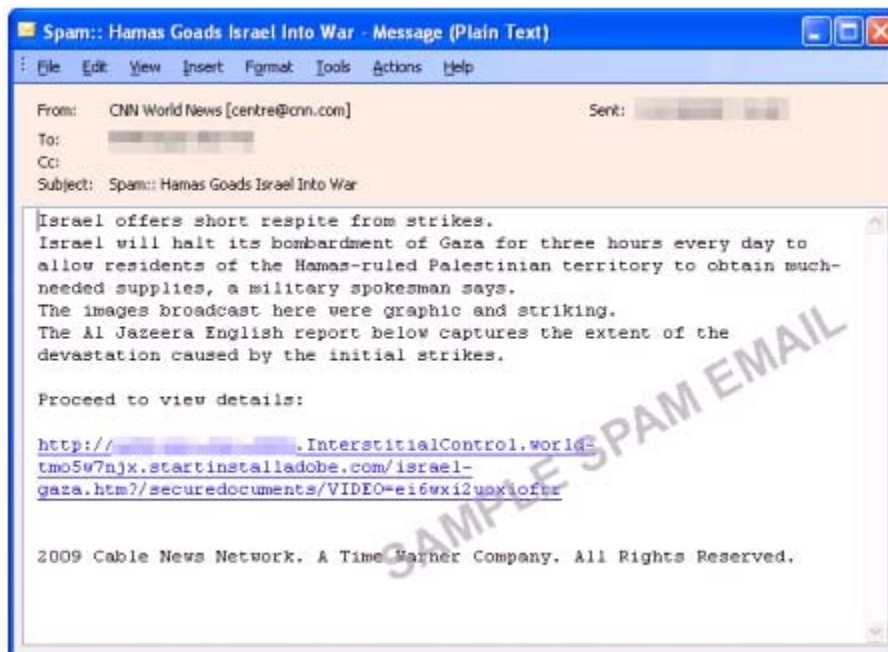 Spam:: Hamas Goads Israel Into War - Message (Plain Text)
File Edit View Insert Format Tools Actions Help
From: CNN World News [centre@cnn.com] Sent:
To:
Cc:
Subject: Spam:: Hamas Goads Israel Into War
Israel offers short respite from strikes.
Israel will halt its bombardment of Gaza for three hours every day to
allow residents of the Hamas-ruled Palestinian territory to obtain much-
needed supplies, a military spokesman says.
The images broadcast here were graphic and striking.
The Al Jazeera English report below captures the extent of the
devastation caused by the initial strikes.
Proceed to view details:
http:// .InterstitialControl.world-
tmo5w7njx.startinstalladobe.com/israel-
gaza.htm?/securedocuments/VIDEO=ei6wxi2uoxiofrr
SAMPLE SPAM EMAIL
2009 Cable News Network. A Time Warner Company. All Rights Reserved.